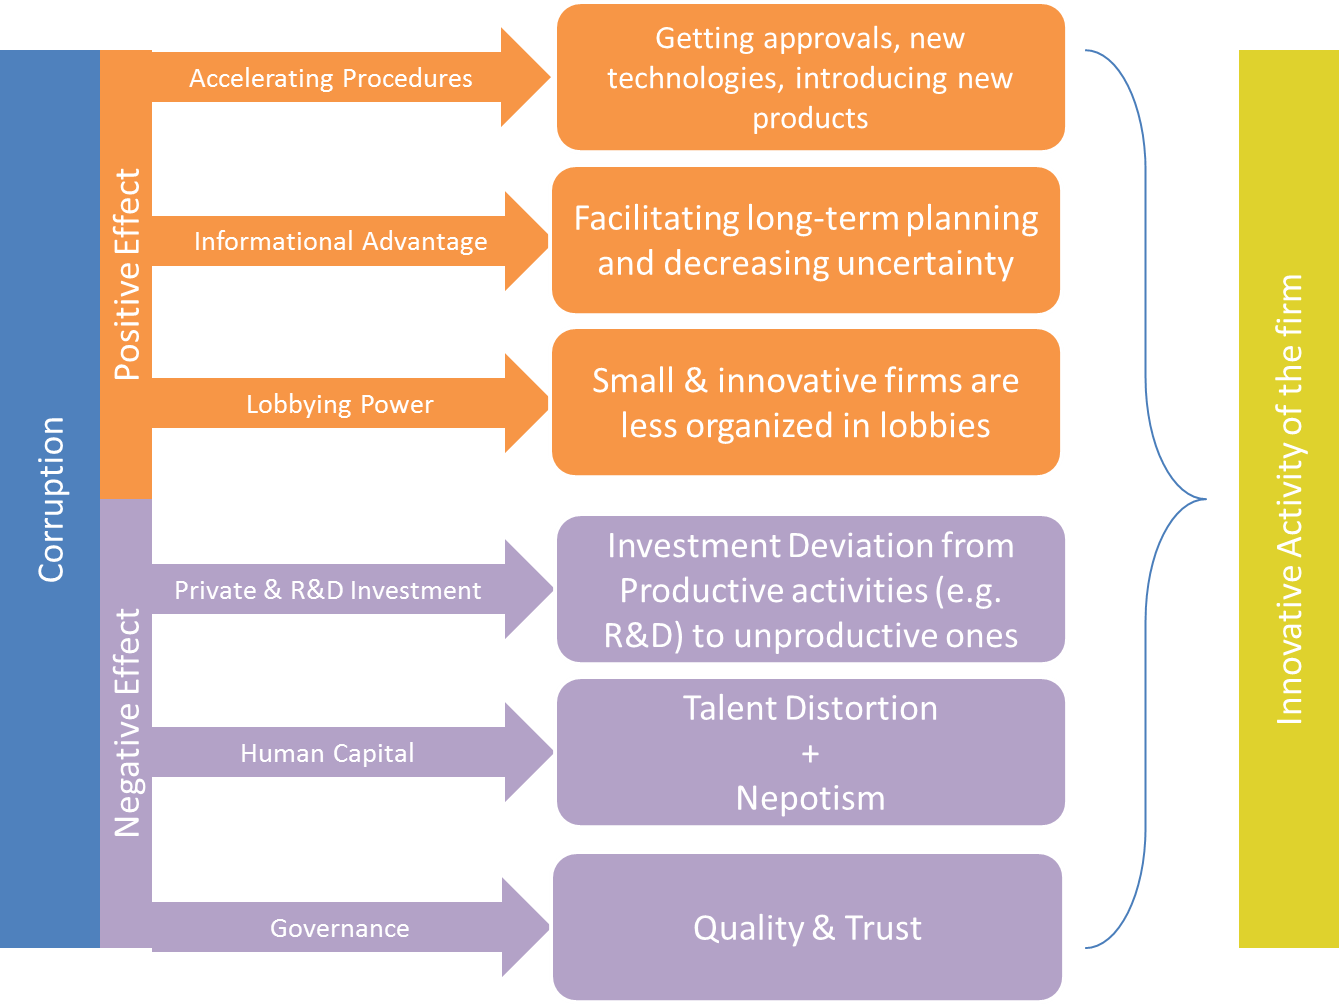 Corruption
Positive Effect
Accelerating Procedures
Getting approvals, new
technologies, introducing new
products
Informational Advantage
Facilitating long-term planning
and decreasing uncertainty
Lobbying Power
Small & innovative firms are
less organized in lobbies
Negative Effect
Private & R&D Investment
Investment Deviation from
Productive activities (e.g.
R&D) to unproductive ones
Human Capital
Talent Distortion
+
Nepotism
Governance
Quality & Trust
Innovative Activity of the firm